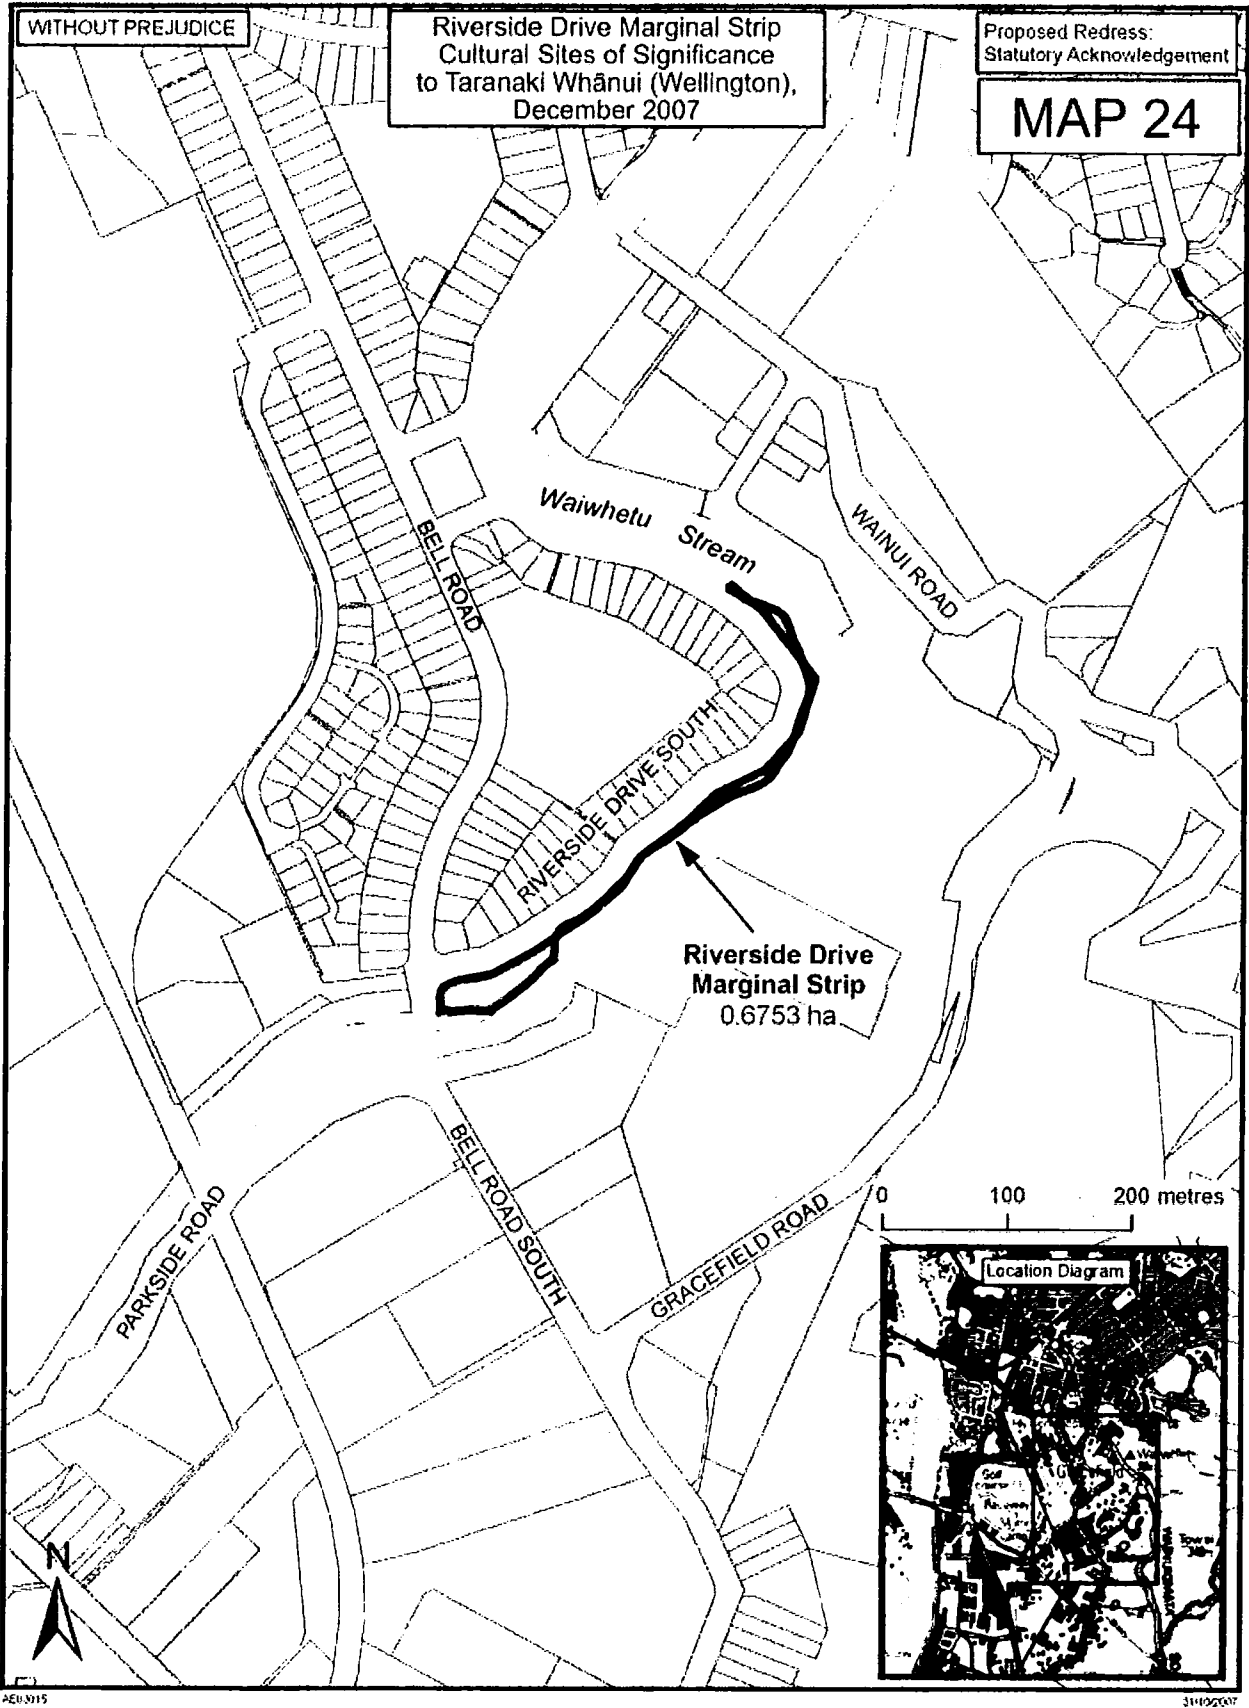 WITHOUT PREJUDICE
Riverside Drive Marginal Strip
Cultural Sites of Significance
to Taranaki Whānui (Wellington),
December 2007
Proposed Redress:
Statutory Acknowledgement
MAP 24
Waiwhetu Stream
BELL ROAD
WAINUI ROAD
RIVERSIDE DRIVE SOUTH
Riverside Drive
Marginal Strip
0.6753 ha
BELL ROAD SOUTH
PARKSIDE ROAD
GRACEFIELD ROAD
0 100 200 metres
Location Diagram
N